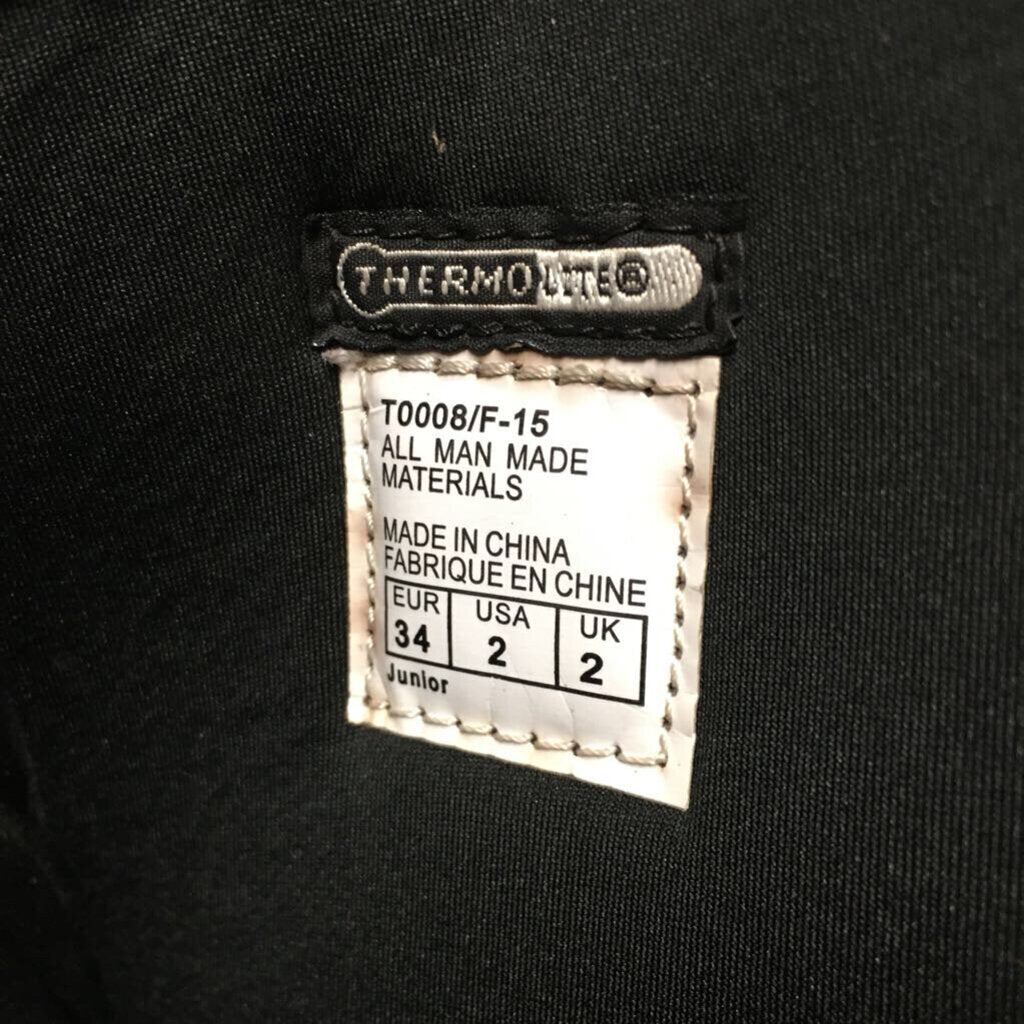 THERMOLITE®
T0008/F-15
ALL MAN MADE
MATERIALS
MADE IN CHINA
FABRIQUE EN CHINE
EUR USA UK
34 2 2
Junior